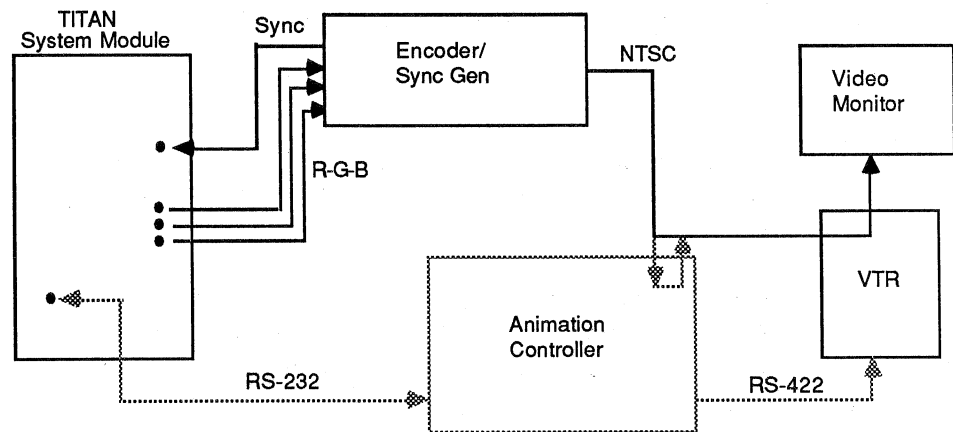 TITAN
System Module
Sync
Encoder/
Sync Gen
NTSC
Video
Monitor
R-G-B
VTR
Animation
Controller
RS-232
RS-422